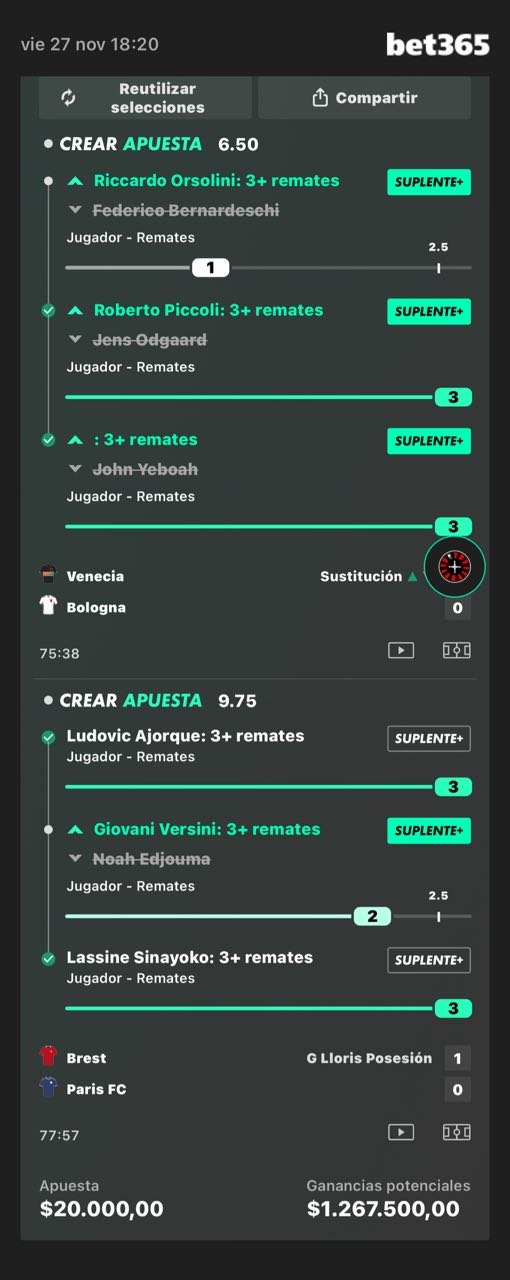 vie 27 nov 18:20
bet365
Reutilizar
selecciones
Compartir
CREAR APUESTA 6.50
Riccardo Orsolini: 3+ remates
SUPLENTE+
Federico Bernardeschi
Jugador - Remates
2.5
1
Roberto Piccoli: 3+ remates
SUPLENTE+
Jens Odgaard
Jugador - Remates
3
: 3+ remates
SUPLENTE+
John Yeboah
Jugador - Remates
3
Venecia
Sustitución
Bologna
0
75:38
CREAR APUESTA 9.75
Ludovic Ajorque: 3+ remates
SUPLENTE+
Jugador - Remates
3
Giovani Versini: 3+ remates
SUPLENTE+
Noah Edjouma
Jugador - Remates
2.5
2
Lassine Sinayoko: 3+ remates
SUPLENTE+
Jugador - Remates
3
Brest
G Lloris Posesión 1
Paris FC
0
77:57
Apuesta
Ganancias potenciales
$20.000,00
$1.267.500,00